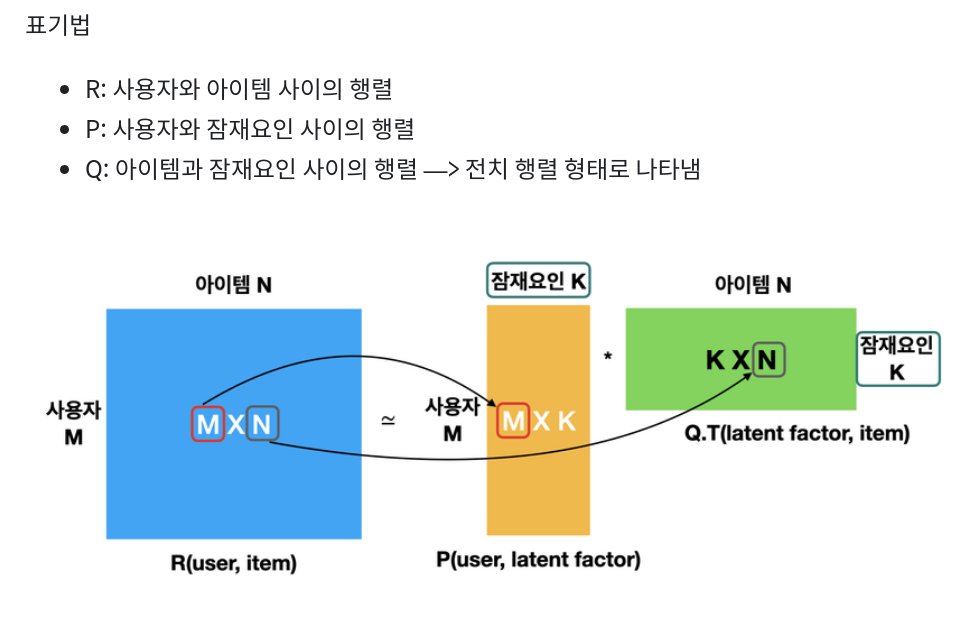 표기법
R: 사용자와 아이템 사이의 행렬
P: 사용자와 잠재요인 사이의 행렬
Q: 아이템과 잠재요인 사이의 행렬 —> 전치 행렬 형태로 나타냄
아이템 N
잠재요인 K
아이템 N
사용자
M
M X N
≃
사용자
M
M X K
*
K X N
잠재요인
K
Q.T(latent factor, item)
R(user, item)
P(user, latent factor)